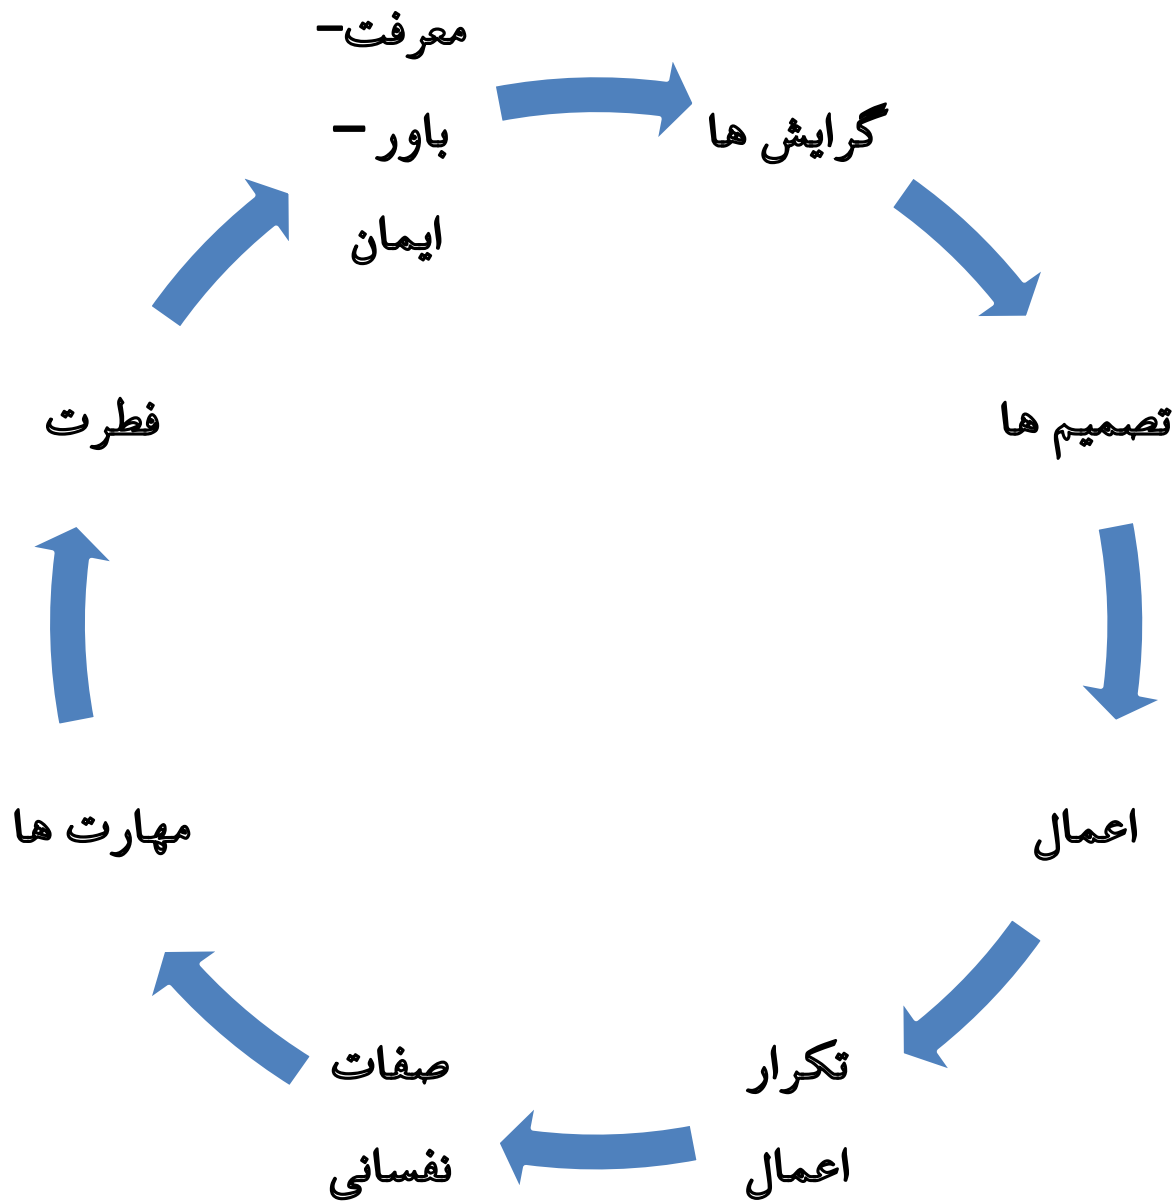 معرفت–
باور –
ایمان
گرایش ها
تصمیم ها
اعمال
تکرار
اعمال
صفات
نفسانی
مهارت ها
فطرت